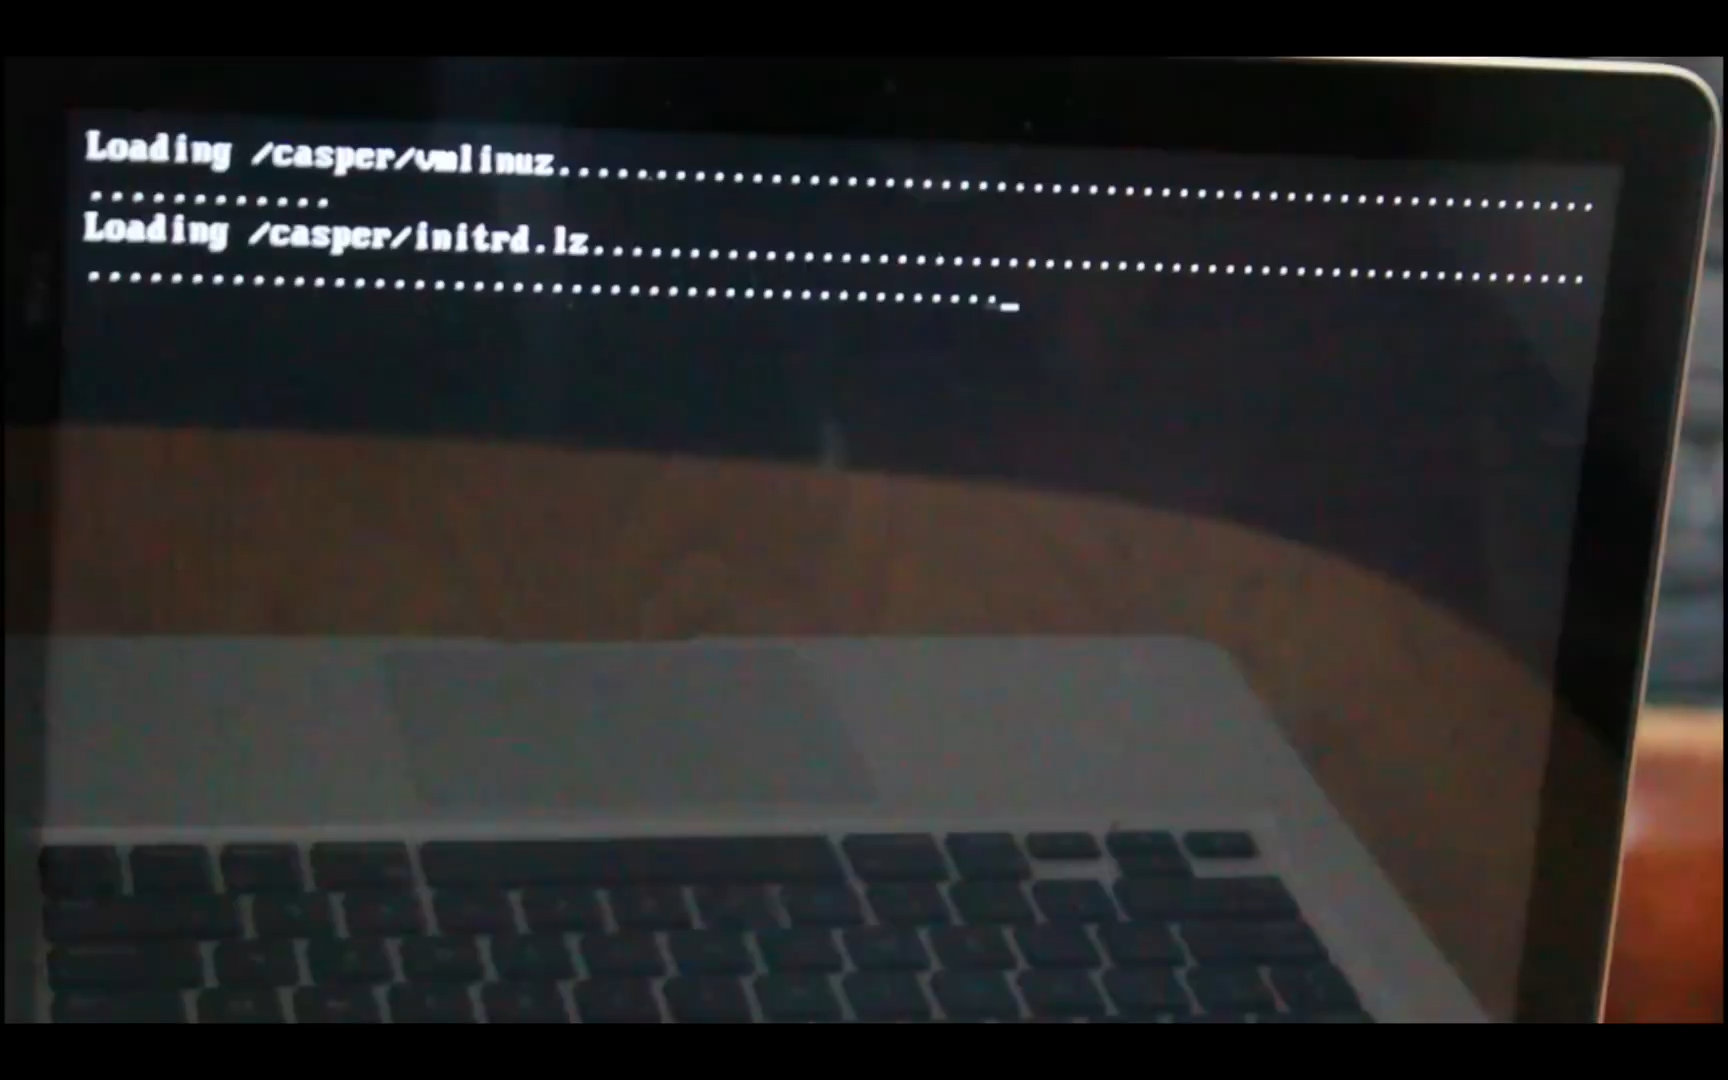 Loading /casper/vmlinuz................................................................
............
Loading /casper/initrd.lz.............................................................
..............................................._